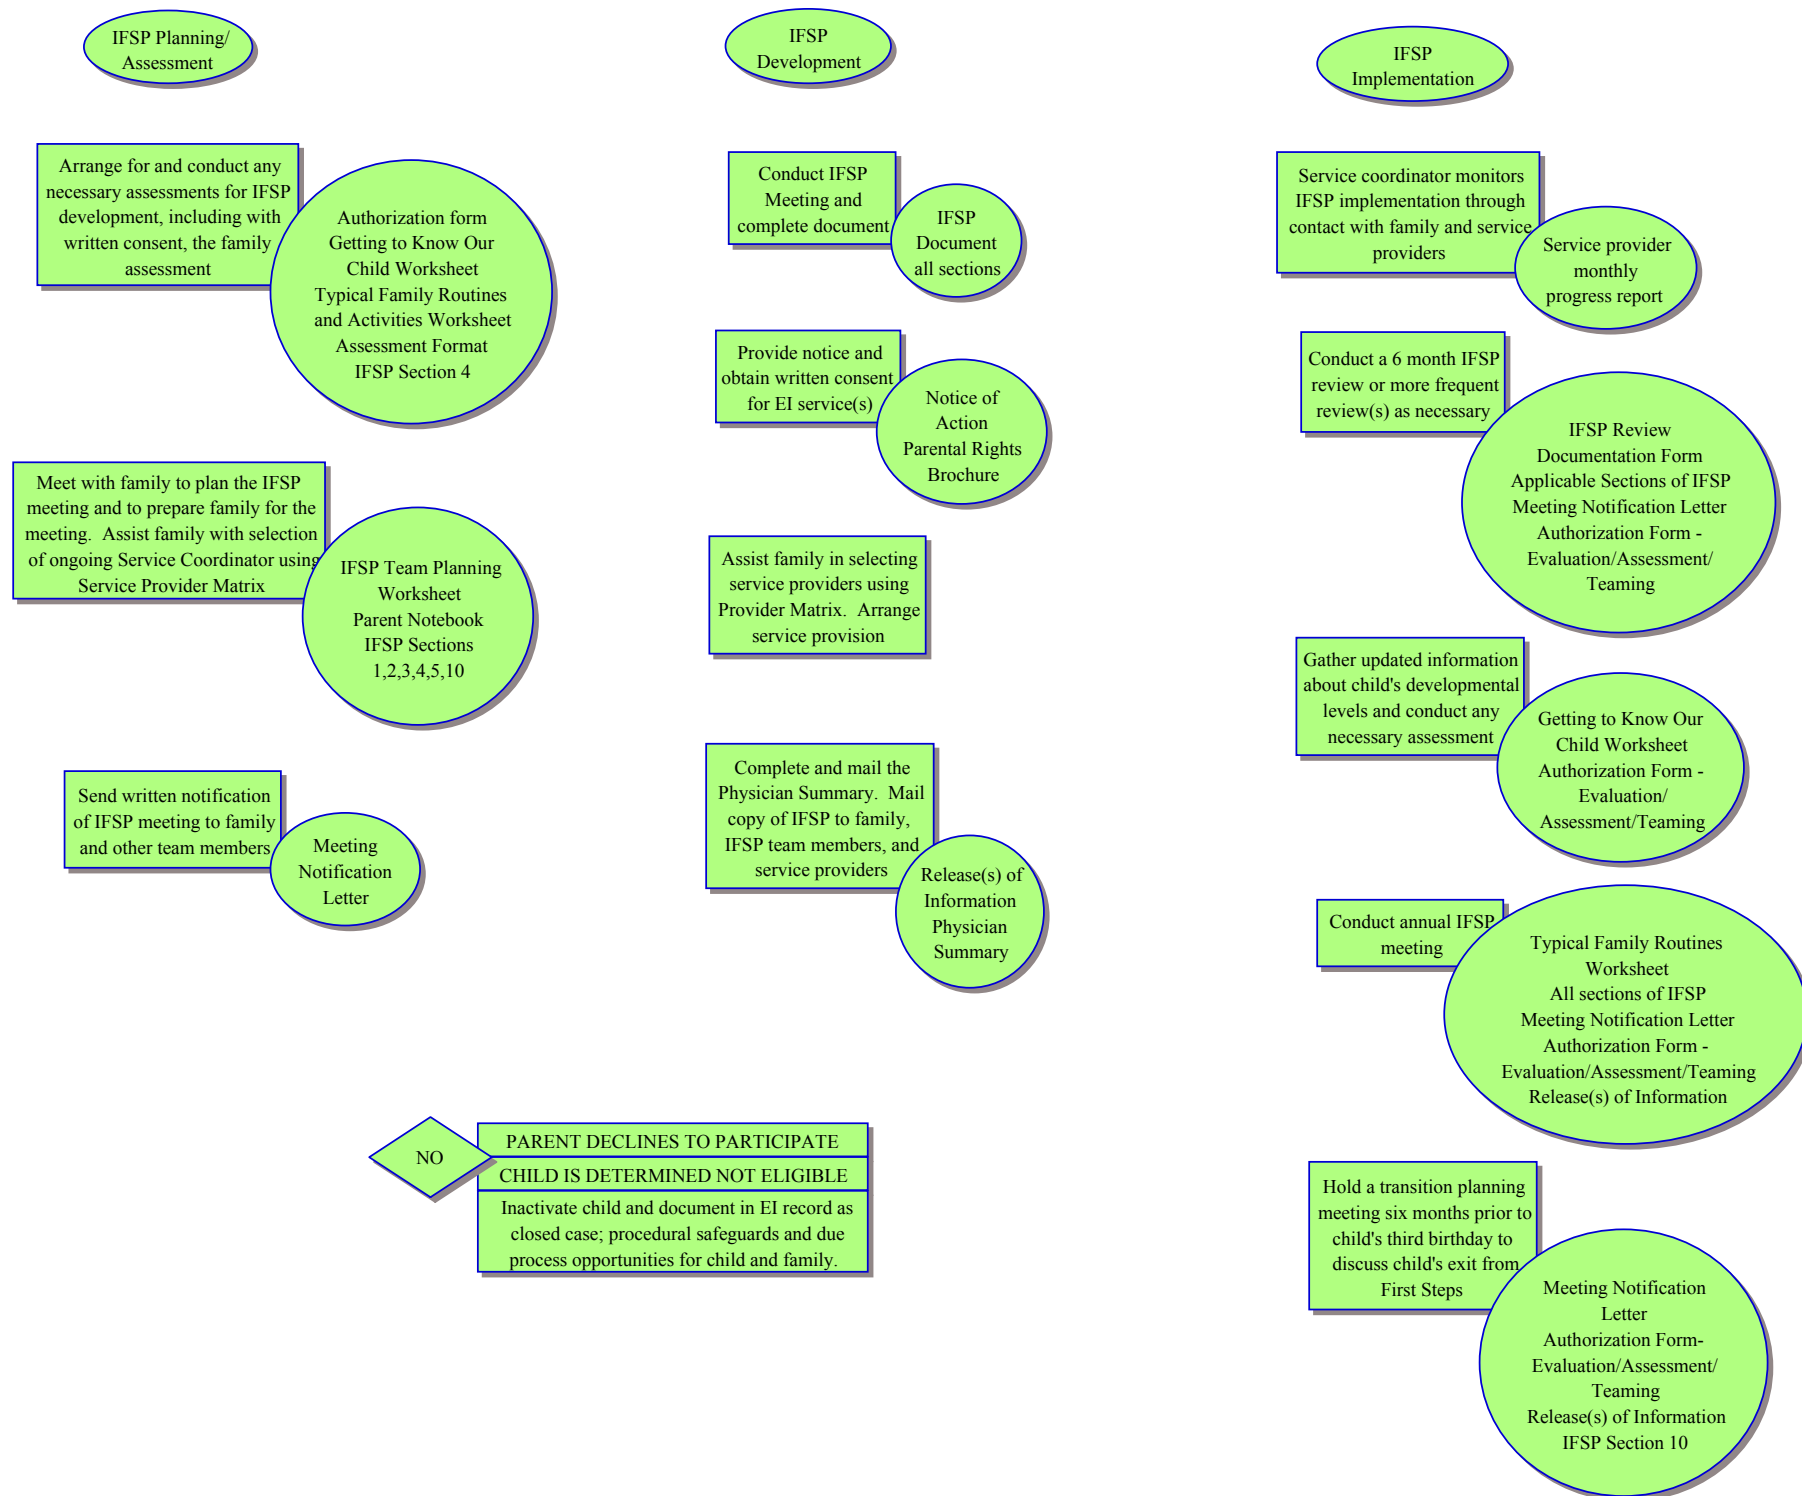 IFSP Planning/
Assessment
Arrange for and conduct any
necessary assessments for IFSP
development, including with
written consent, the family
assessment
Authorization form
Getting to Know Our
Child Worksheet
Typical Family Routines
and Activities Worksheet
Assessment Format
IFSP Section 4
Meet with family to plan the IFSP
meeting and to prepare family for the
meeting.  Assist family with selection
of ongoing Service Coordinator using
Service Provider Matrix
IFSP Team Planning
Worksheet
Parent Notebook
IFSP Sections
1,2,3,4,5,10
Send written notification
of IFSP meeting to family
and other team members
Meeting
Notification
Letter
IFSP
Development
Conduct IFSP
Meeting and
complete document
IFSP
Document
all sections
Provide notice and
obtain written consent
for EI service(s)
Notice of
Action
Parental Rights
Brochure
Assist family in selecting
service providers using
Provider Matrix.  Arrange
service provision
Complete and mail the
Physician Summary.  Mail
copy of IFSP to family,
IFSP team members, and
service providers
Release(s) of
Information
Physician
Summary
IFSP
Implementation
Service coordinator monitors
IFSP implementation through
contact with family and service
providers
Service provider
monthly
progress report
Conduct a 6 month IFSP
review or more frequent
review(s) as necessary
IFSP Review
Documentation Form
Applicable Sections of IFSP
Meeting Notification Letter
Authorization Form -
Evaluation/Assessment/
Teaming
Gather updated information
about child's developmental
levels and conduct any
necessary assessment
Getting to Know Our
Child Worksheet
Authorization Form -
Evaluation/
Assessment/Teaming
Conduct annual IFSP
meeting
Typical Family Routines
Worksheet
All sections of IFSP
Meeting Notification Letter
Authorization Form -
Evaluation/Assessment/Teaming
Release(s) of Information
Hold a transition planning
meeting six months prior to
child's third birthday to
discuss child's exit from
First Steps
Meeting Notification
Letter
Authorization Form-
Evaluation/Assessment/
Teaming
Release(s) of Information
IFSP Section 10
NO
PARENT DECLINES TO PARTICIPATE
CHILD IS DETERMINED NOT ELIGIBLE
Inactivate child and document in EI record as
closed case; procedural safeguards and due
process opportunities for child and family.